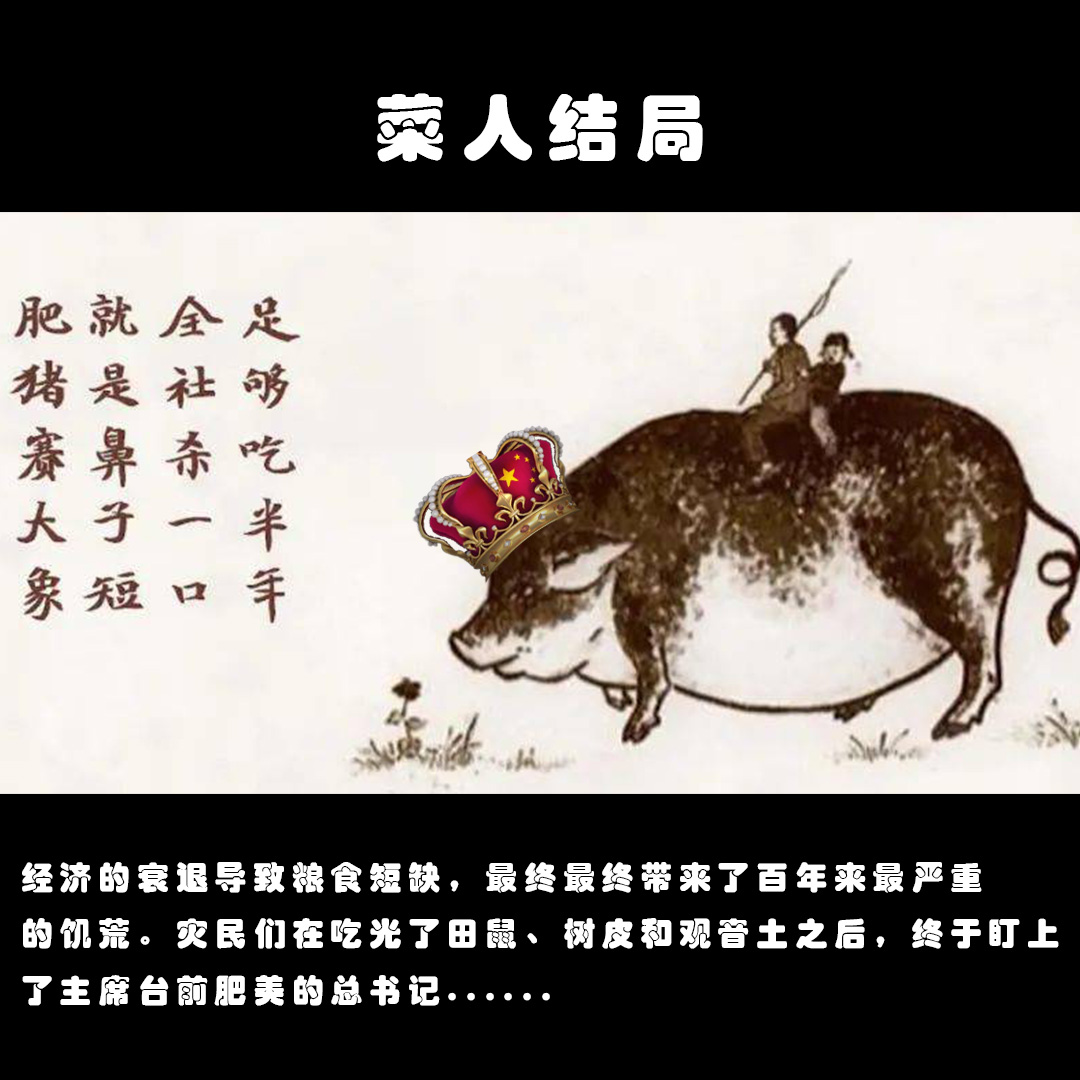 菜人结局
肥猪赛大象
就是鼻子短
全社杀一口
足够吃半年
经济的衰退导致粮食短缺，最终最终带来了百年来最严重
的饥荒。灾民们在吃光了田鼠、树皮和观音土之后，终于盯上
了主席台前肥美的总书记......